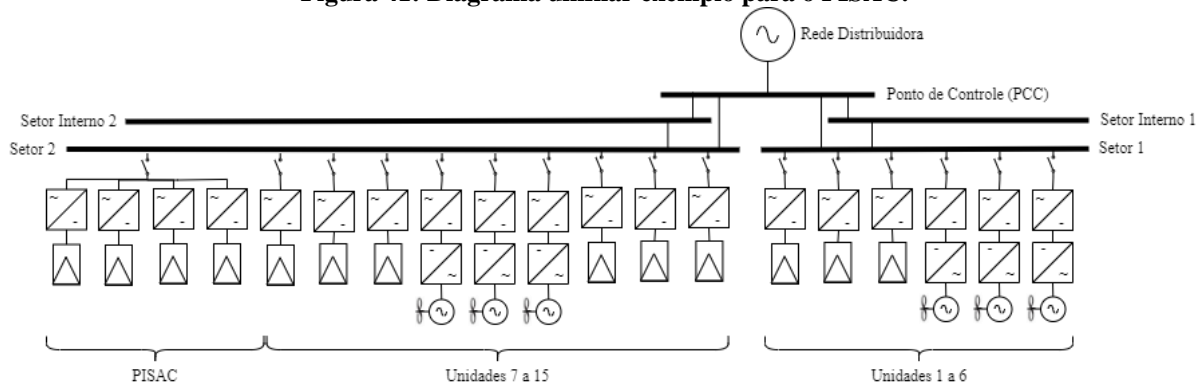 Rede Distribuidora
Ponto de Controle (PCC)
Setor Interno 2
Setor Interno 1
Setor 2
Setor 1
PISAC
Unidades 7 a 15
Unidades 1 a 6